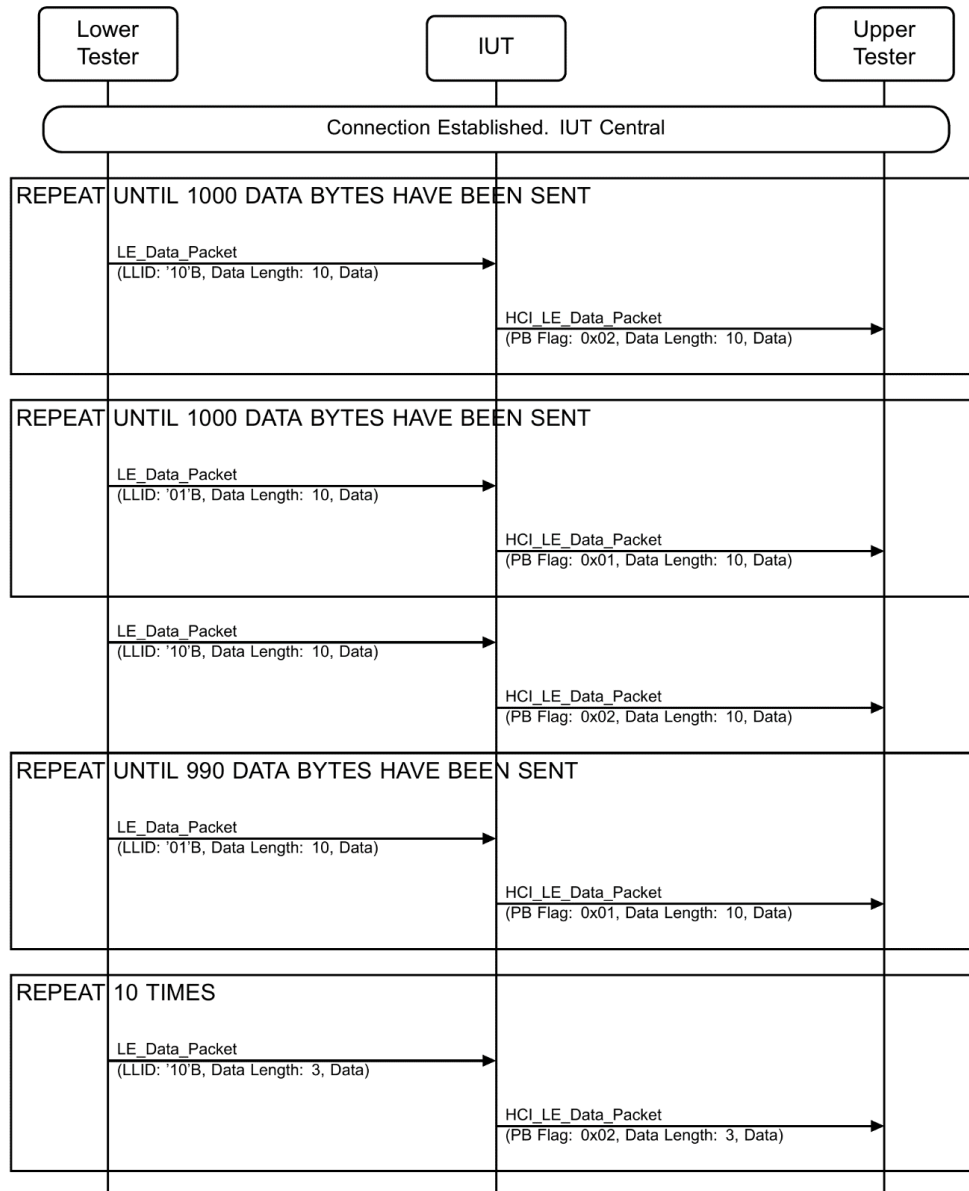 Lower
Tester
IUT
Upper
Tester
Connection Established. IUT Central
REPEAT UNTIL 1000 DATA BYTES HAVE BEEN SENT
LE_Data_Packet
(LLID: '10'B, Data Length: 10, Data)
HCI_LE_Data_Packet
(PB Flag: 0x02, Data Length: 10, Data)
REPEAT UNTIL 1000 DATA BYTES HAVE BEEN SENT
LE_Data_Packet
(LLID: '01'B, Data Length: 10, Data)
HCI_LE_Data_Packet
(PB Flag: 0x01, Data Length: 10, Data)
LE_Data_Packet
(LLID: '10'B, Data Length: 10, Data)
HCI_LE_Data_Packet
(PB Flag: 0x02, Data Length: 10, Data)
REPEAT UNTIL 990 DATA BYTES HAVE BEEN SENT
LE_Data_Packet
(LLID: '01'B, Data Length: 10, Data)
HCI_LE_Data_Packet
(PB Flag: 0x01, Data Length: 10, Data)
REPEAT 10 TIMES
LE_Data_Packet
(LLID: '10'B, Data Length: 3, Data)
HCI_LE_Data_Packet
(PB Flag: 0x02, Data Length: 3, Data)